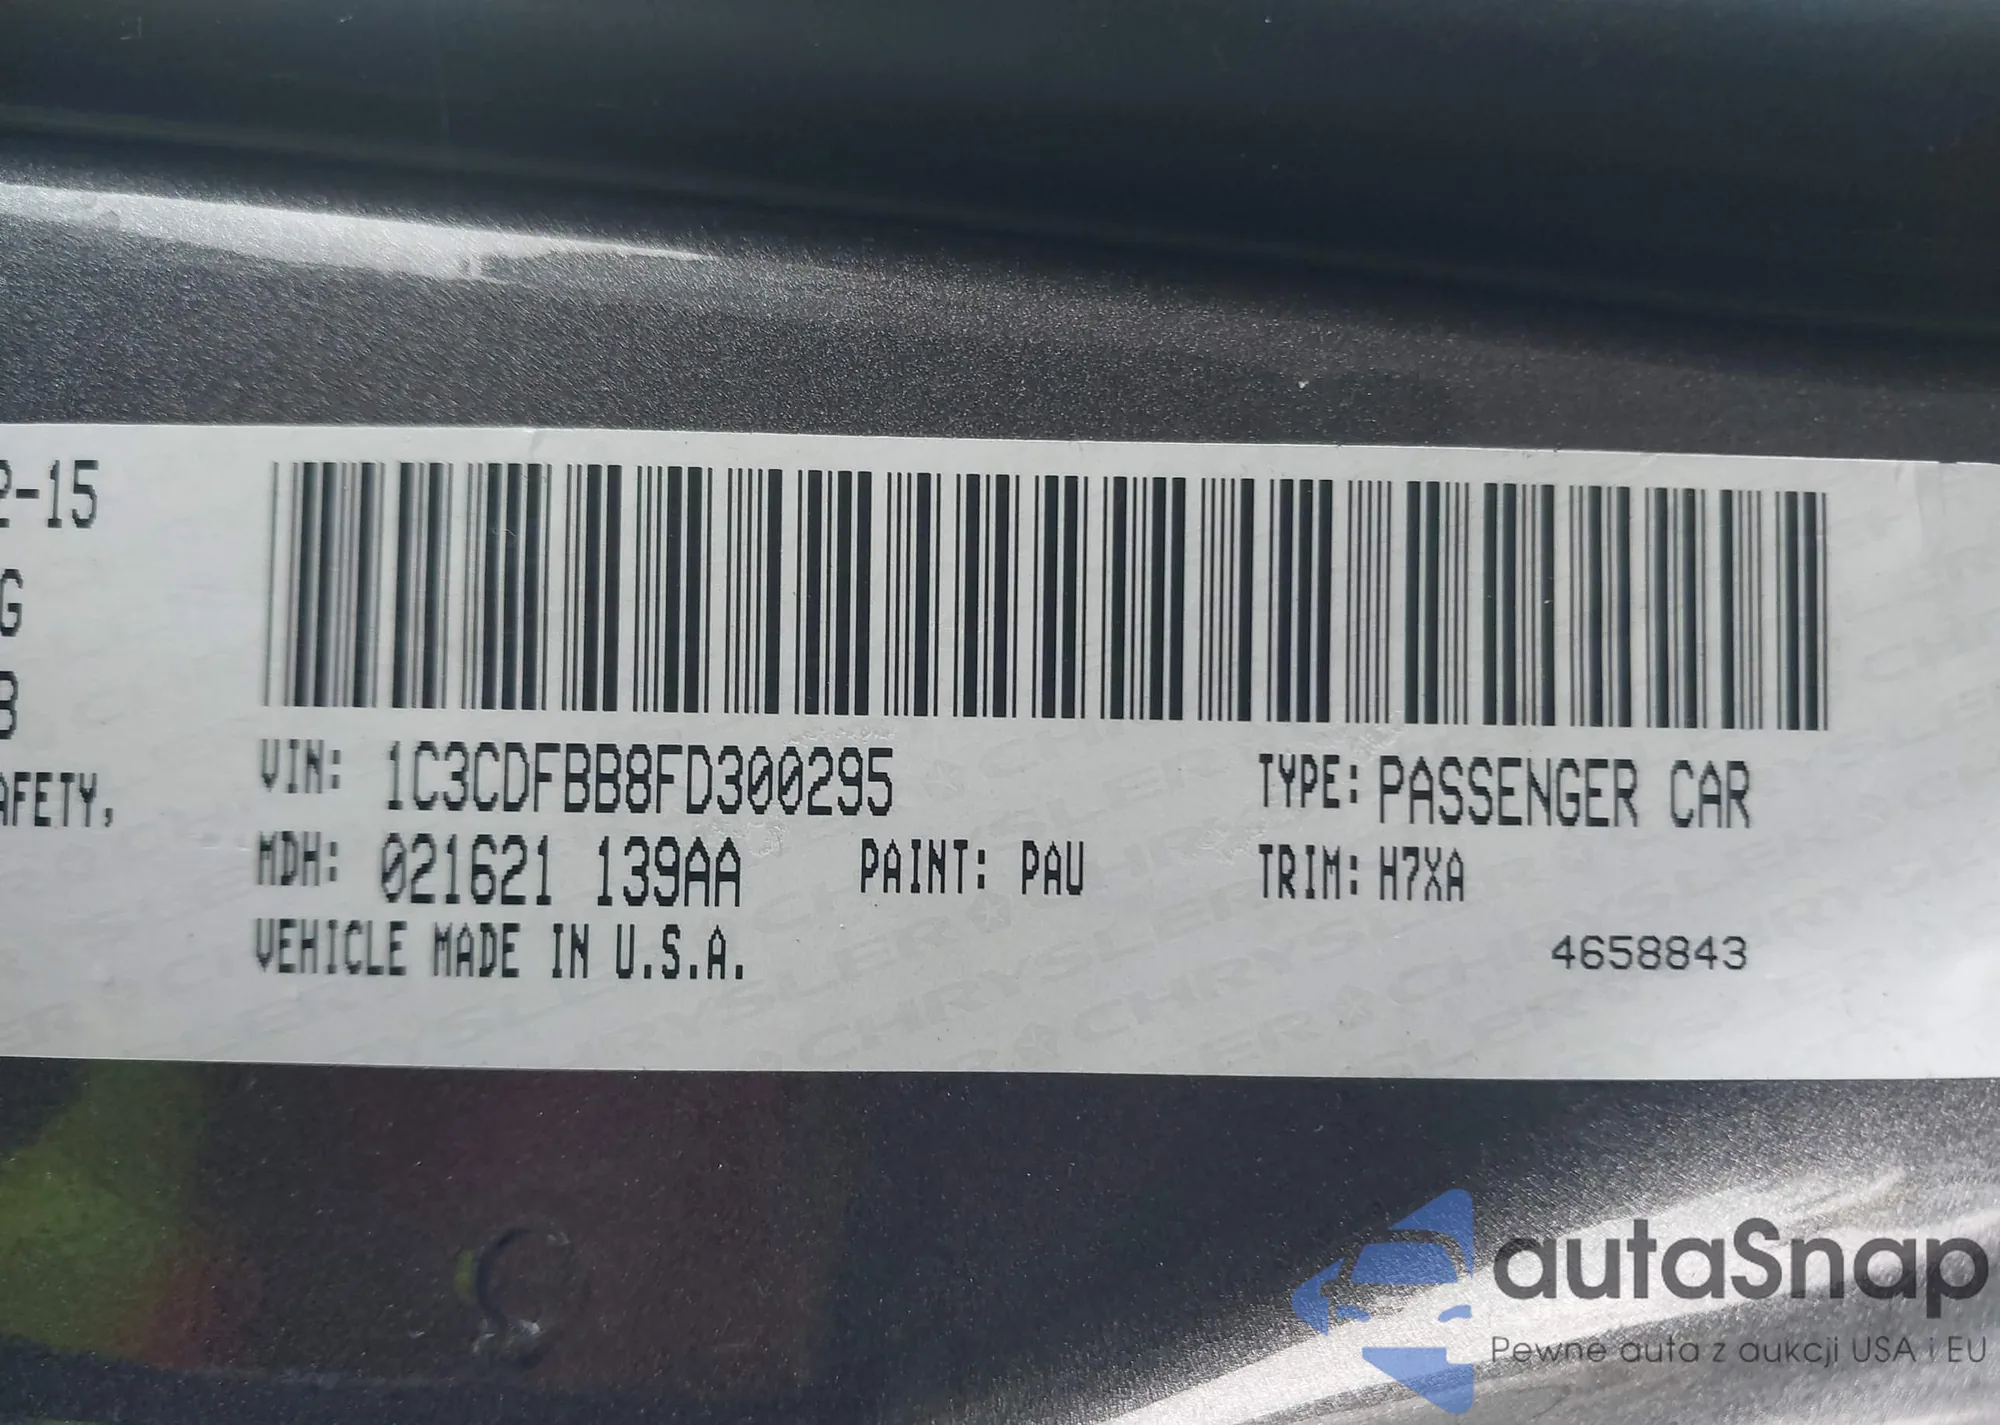 -15
G
B
AFETY,
VIN: 1C3CDFBB8FD300295
TYPE: PASSENGER CAR
MDH: 021621 139AA
PAINT: PAU
TRIM: H7XA
VEHICLE MADE IN U.S.A.
4658843
CHRYSLER
autaSnap
Pewne auta z aukcji USA i EU